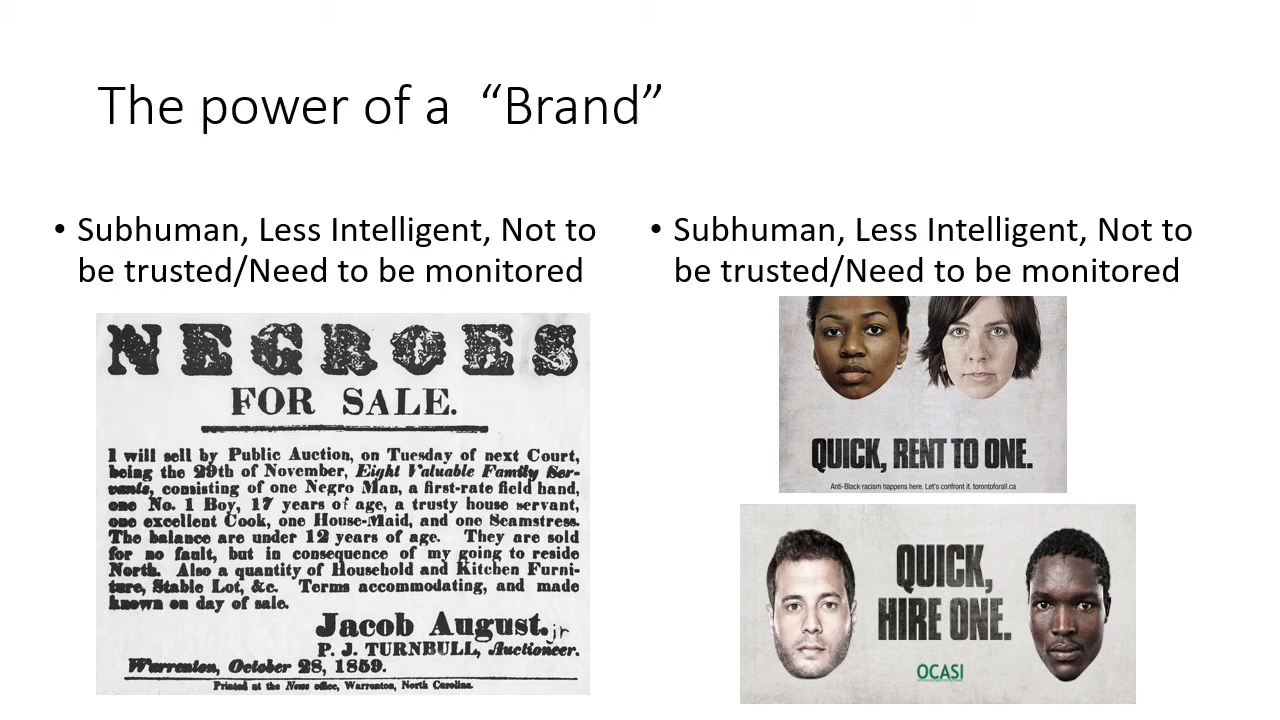 The power of a “Brand”
• Subhuman, Less Intelligent, Not to
be trusted/Need to be monitored
NEGROES
FOR SALE.
I will sell by Public Auction, on Tuesday of next Court,
being the 29th of November, Eight Valuable Family Ser-
vants, consisting of one Negro Man, a first-rate field hand,
one No. 1 Boy, 17 years of age, a trusty house servant,
one excellent Cook, one House-Maid, and one Seamstress.
The balance are under 12 years of age. They are sold
for no fault, but in consequence of my going to reside
North. Also a quantity of Household and Kitchen Furni-
ture, Stable Lot, &c. Terms accommodating, and made
known on day of sale.
Jacob August.jr
P. J. TURNBULL, Auctioneer.
Warrenton, October 28, 1859.
Printed at the News office, Warrenton, North Carolina.
• Subhuman, Less Intelligent, Not to
be trusted/Need to be monitored
QUICK, RENT TO ONE.
Anti-Black racism happens here. Let's confront it. torontoforall.ca
QUICK,
HIRE ONE.
OCASI